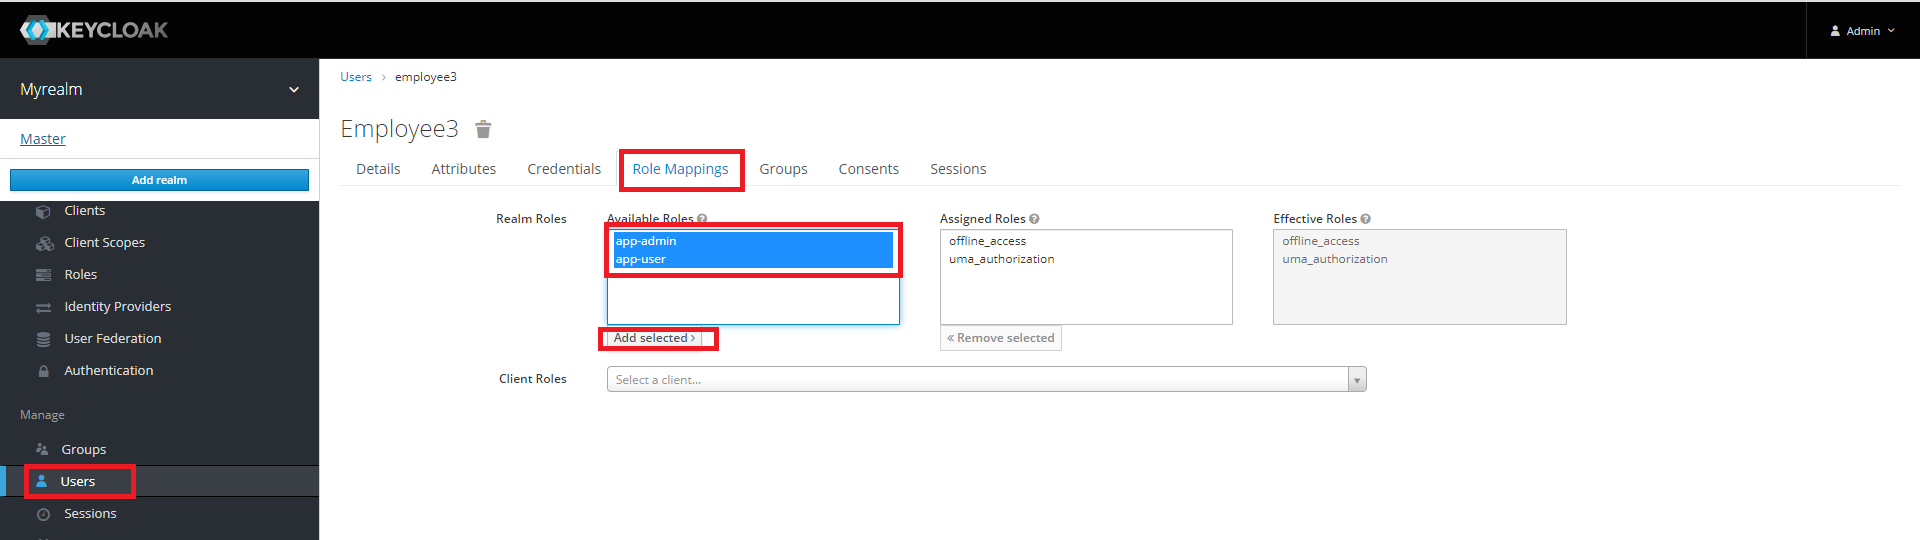 KEYCLOAK
Admin
Myrealm
Master
Add realm
Clients
Client Scopes
Roles
Identity Providers
User Federation
Authentication
Manage
Groups
Users
Sessions
Users > employee3
Employee3
Details Attributes Credentials Role Mappings Groups Consents Sessions
Realm Roles
Available Roles
app-admin
app-user
Add selected >
Assigned Roles
offline_access
uma_authorization
« Remove selected
Effective Roles
offline_access
uma_authorization
Client Roles
Select a client...